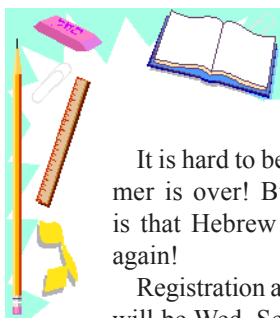 It is hard to be
mer is over! B
is that Hebrew
again!
Registration a
will be Wed. Se